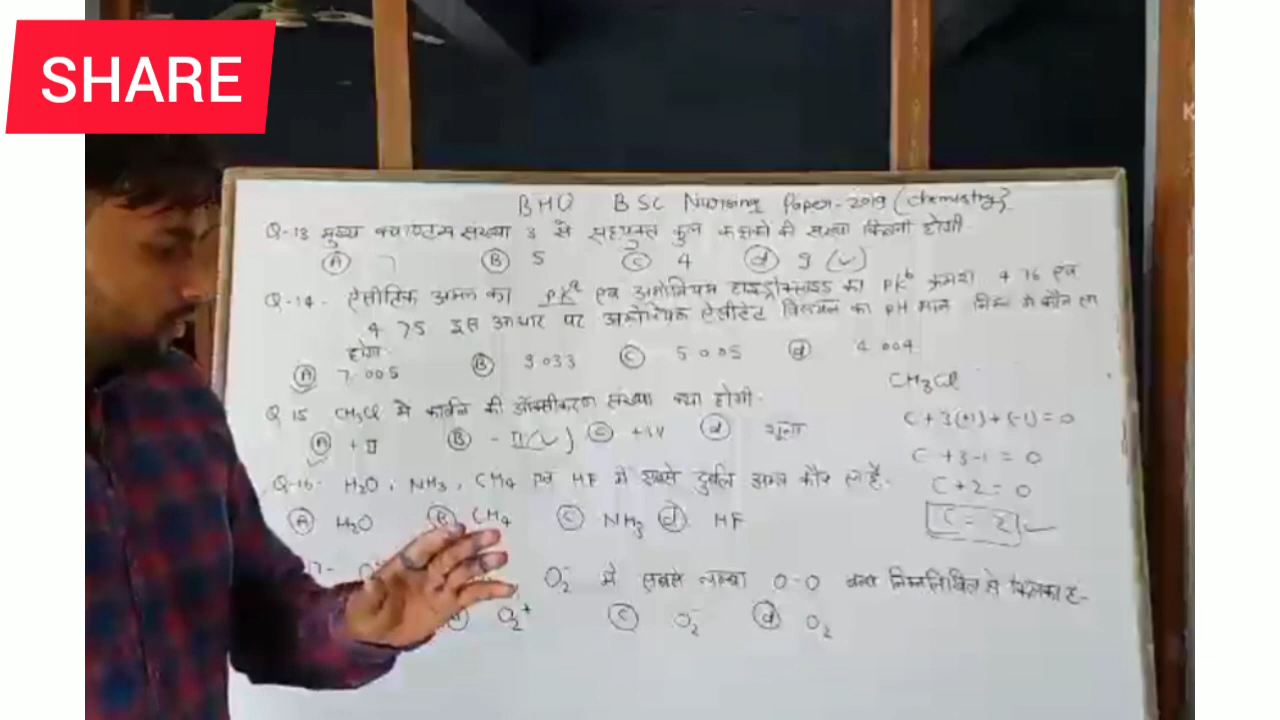 SHARE
BHU BSC Nursing Paper-2019 (Chemistry)
Q-13 मुख्य क्वाण्टम संख्या 3 से सहयुक्त कुल कक्षकों की संख्या कितनी होगी-
(A) 7 (B) 5 (C) 4 (d) 9 (✓)
Q-14- ऐसीटिक अम्ल का pKa एवं अमोनियम हाइड्रोक्साइड का pKb क्रमश 4.76 एवं
4.75 इस आधार पर अमोनियम ऐसीटेट विलयन का pH मान निम्न में कौन सा
होगा-
(A) 7.005 (B) 9.033 (C) 5.005 (d) 4.004
CH3Cl
Q 15 CH3Cl में कार्बन की ऑक्सीकरण संख्या क्या होगी-
C+3(+1)+(-1)=0
(A) +II (B) -II (✓) (C) +IV (d) शून्य
C+3-1=0
Q-16- H2O, NH3, CH4 एवं HF में सबसे दुर्बल अम्ल कौन सा है-
C+2=0
(A) H2O (B) CH4 (C) NH3 (d) HF
17- O2- में सबसे लम्बा O-O बन्ध निम्नलिखित में किसका है-
O2+ (C) O2- (d) O2